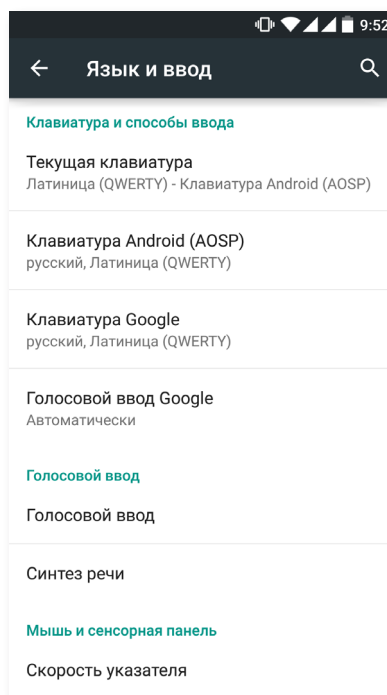 9:52
Язык и ввод
Клавиатура и способы ввода
Текущая клавиатура
Латиница (QWERTY) - Клавиатура Android (AOSP)
Клавиатура Android (AOSP)
русский, Латиница (QWERTY)
Клавиатура Google
русский, Латиница (QWERTY)
Голосовой ввод Google
Автоматически
Голосовой ввод
Голосовой ввод
Синтез речи
Мышь и сенсорная панель
Скорость указателя